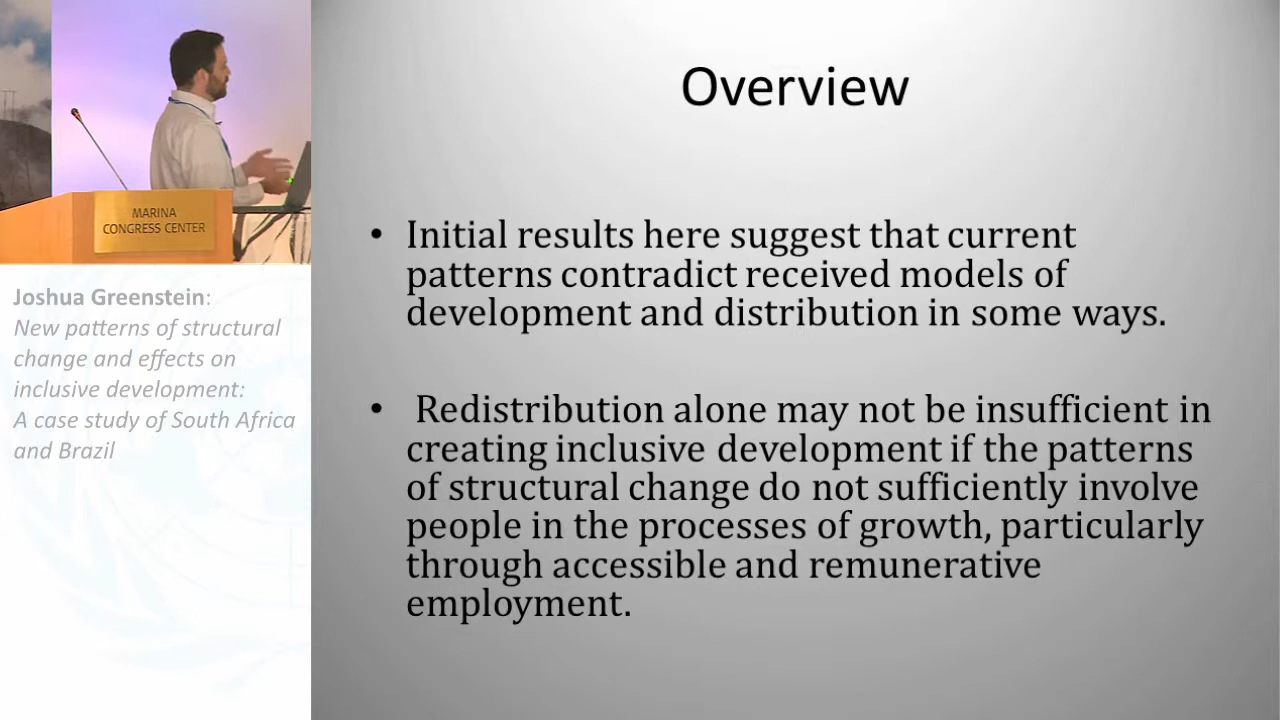 MARINA
CONGRESS CENTER
Joshua Greenstein:
New patterns of structural
change and effects on
inclusive development:
A case study of South Africa
and Brazil
Overview
• Initial results here suggest that current
patterns contradict received models of
development and distribution in some ways.
• Redistribution alone may not be insufficient in
creating inclusive development if the patterns
of structural change do not sufficiently involve
people in the processes of growth, particularly
through accessible and remunerative
employment.